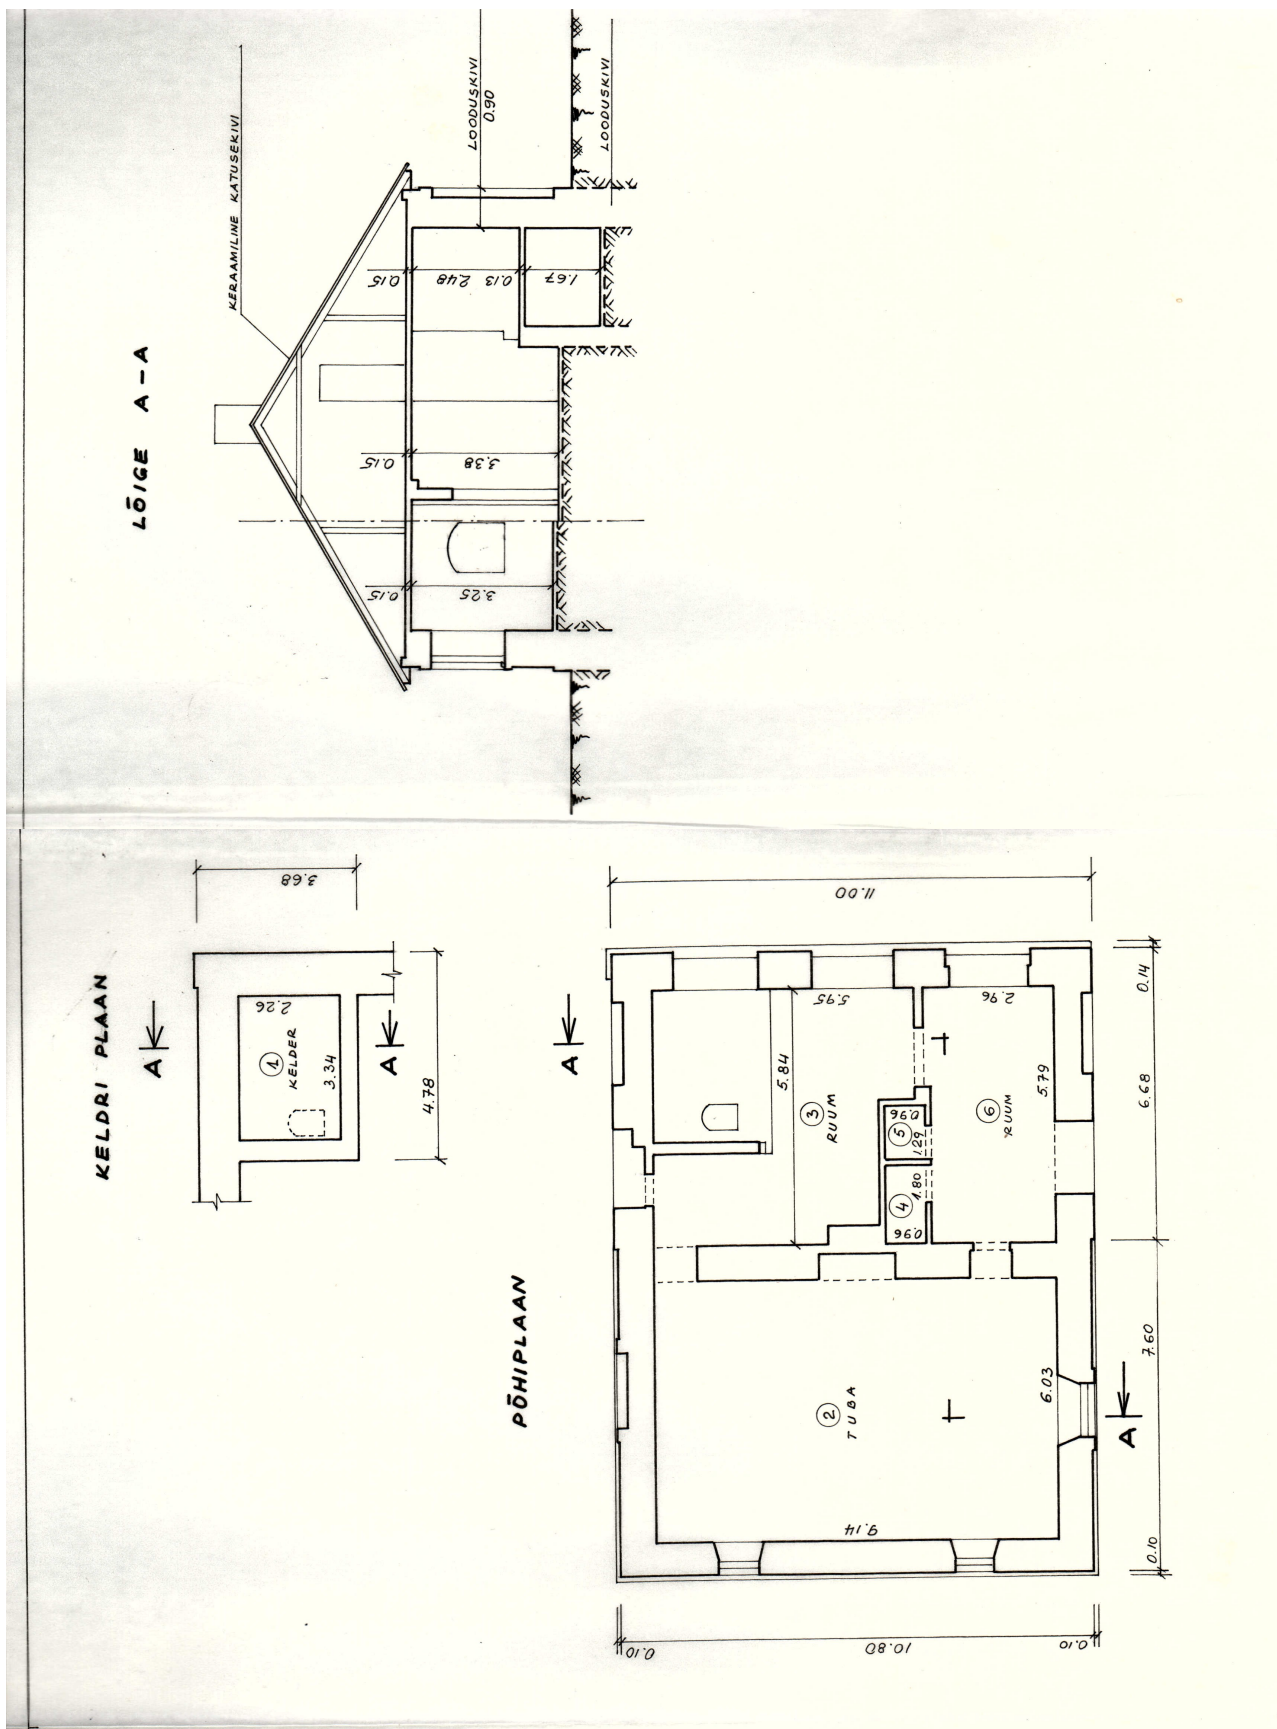 LÕIGE A-A
KERAAMILINE KATUSEKIVI
LOODUSKIVI
0.90
LOODUSKIVI
0.15
2.48
0.13
1.67
0.15
3.38
0.15
3.25
KELDRI PLAAN
3.68
A
A
2.26
1
KELDER
3.34
4.78
PÕHIPLAAN
11.00
A
5.95
2.96
0.14
5.84
3
RUUM
5.79
6.68
0.96
5
1.29
6
RUUM
4
1.80
0.96
2
TUBA
6.03
7.60
A
9.14
0.10
0.10
10.80
0.10